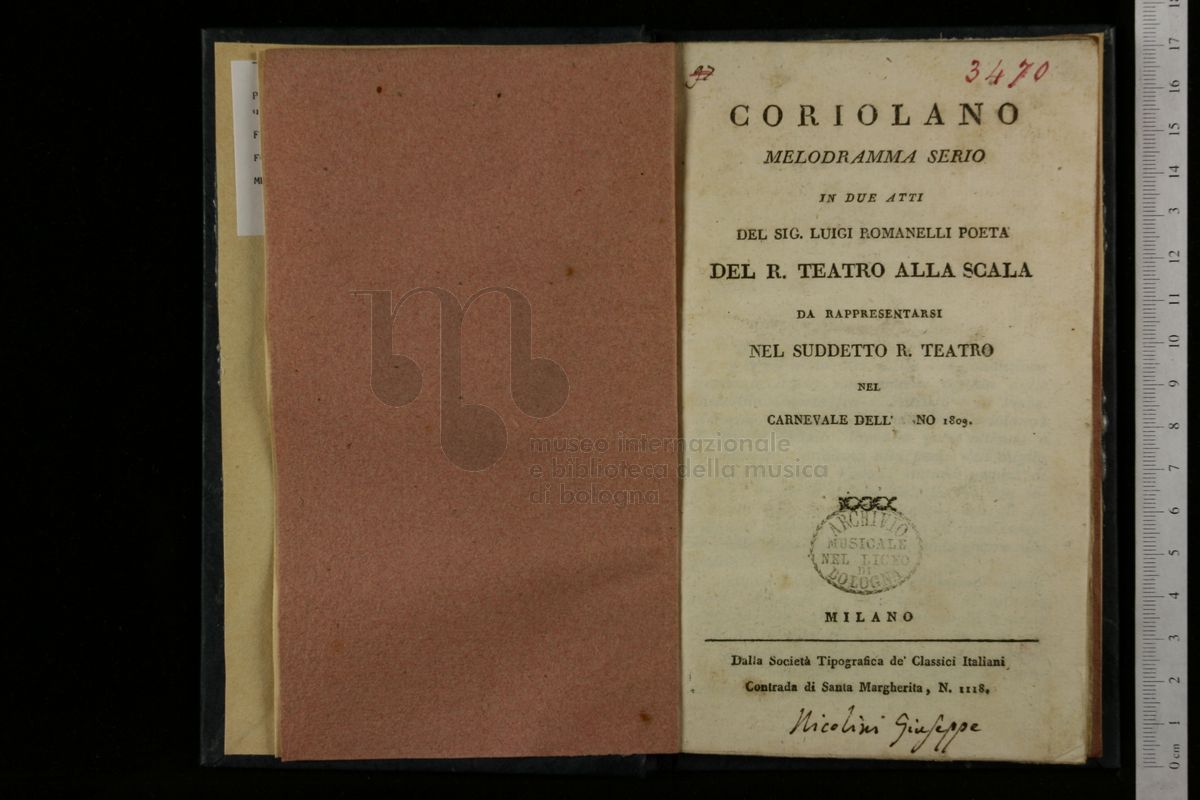 3470
CORIOLANO
MELODRAMMA SERIO
IN DUE ATTI
DEL SIG. LUIGI ROMANELLI POETA
DEL R. TEATRO ALLA SCALA
DA RAPPRESENTARSI
NEL SUDDETTO R. TEATRO
NEL
CARNEVALE DELL' NO 1809.
museo internazionale
e biblioteca della musica
di bologna
ARCHIVIO
MUSICALE
NEL LICEO
DI
BOLOGNA
MILANO
Dalla Società Tipografica de' Classici Italiani
Contrada di Santa Margherita, N. 1118.
Nicolini Giuseppe